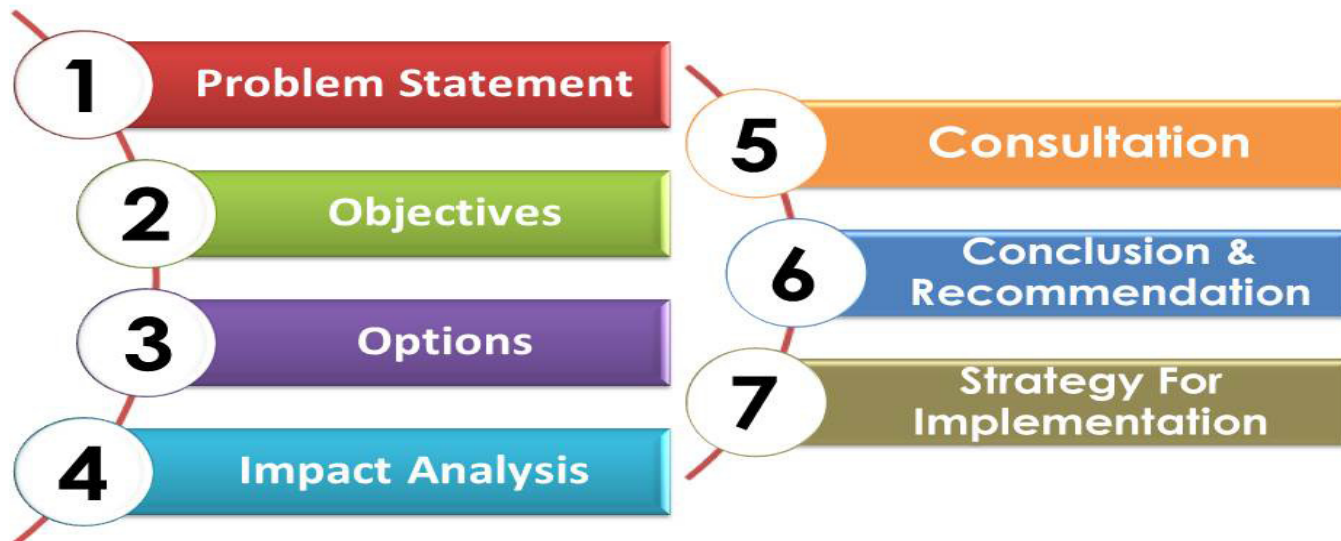 1
Problem Statement
2
Objectives
3
Options
4
Impact Analysis
5
Consultation
6
Conclusion &
Recommendation
7
Strategy For
Implementation